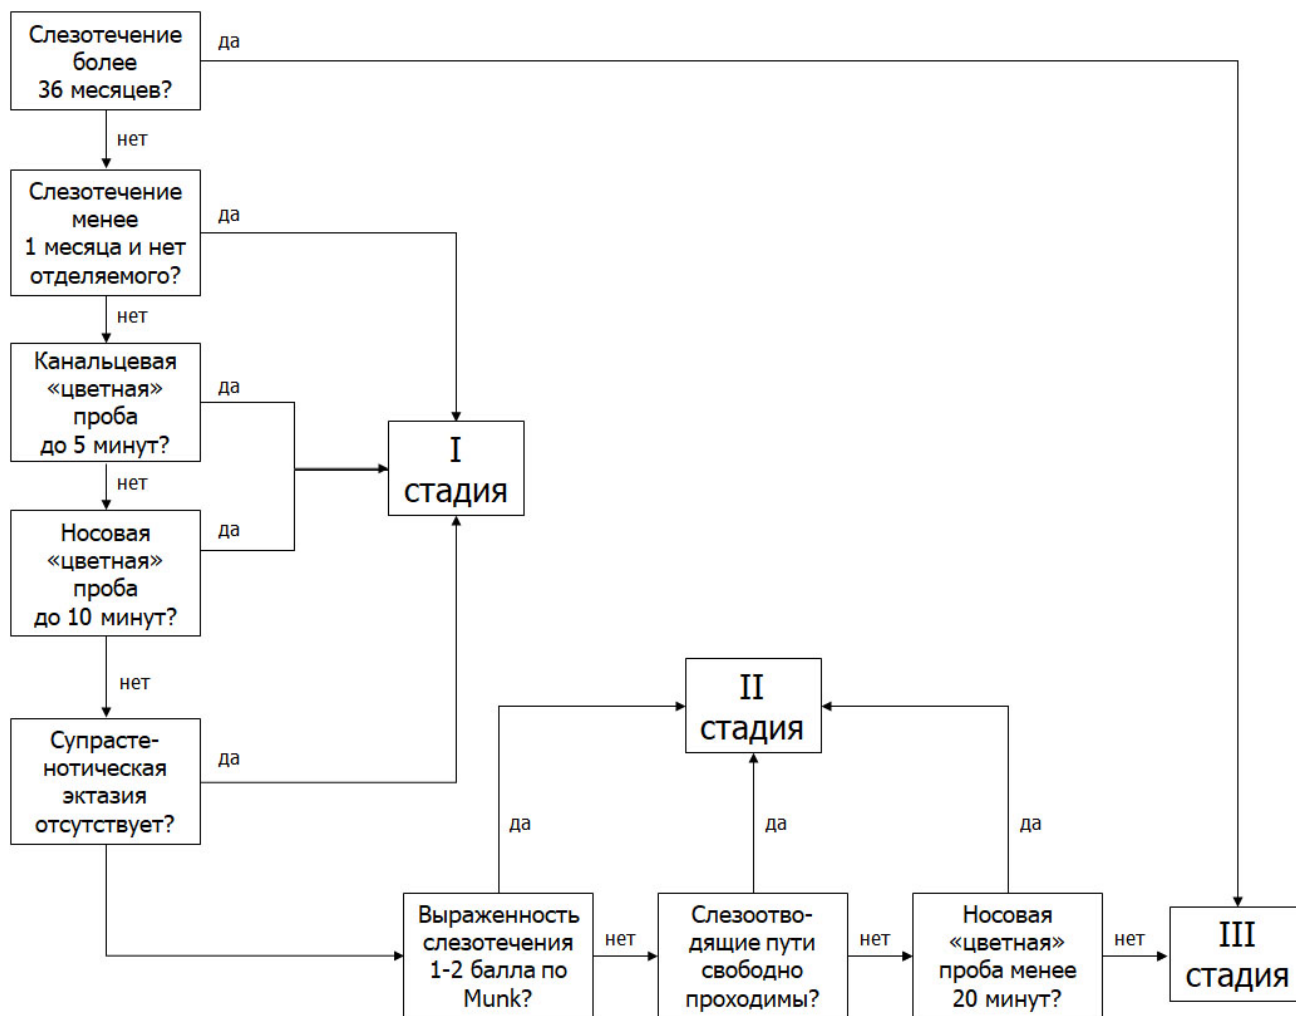 Слезотечение
более
36 месяцев?
да
нет
Слезотечение
менее
1 месяца и нет
отделяемого?
да
нет
Канальцевая
«цветная»
проба
до 5 минут?
да
нет
I
стадия
Носовая
«цветная»
проба
до 10 минут?
да
нет
Супрасте-
нотическая
эктазия
отсутствует?
да
II
стадия
да
да
да
Выраженность
слезотечения
1-2 балла по
Munk?
нет
Слезоотво-
дящие пути
свободно
проходимы?
нет
Носовая
«цветная»
проба менее
20 минут?
нет
III
стадия